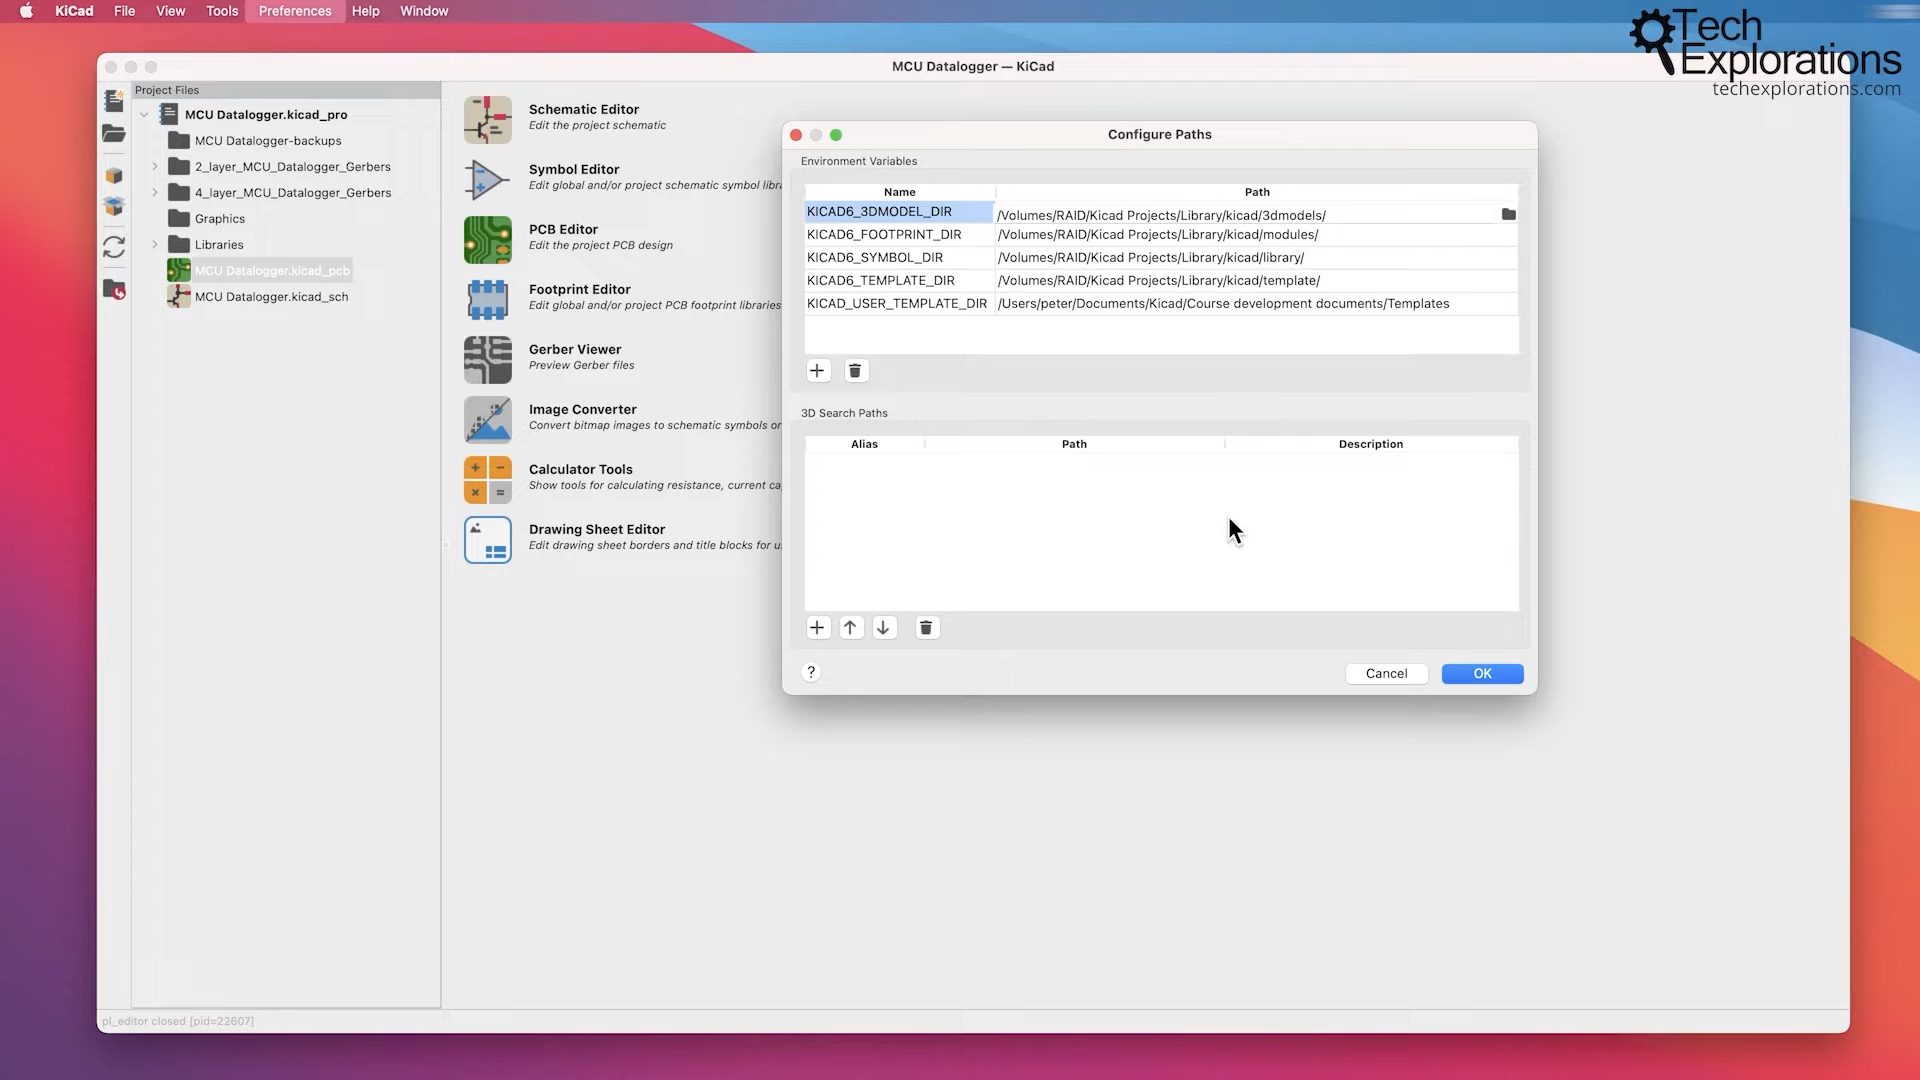 KiCad File View Tools Preferences Help Window
Tech
Explorations
techexplorations.com
MCU Datalogger — KiCad
Project Files
MCU Datalogger.kicad_pro
MCU Datalogger-backups
2_layer_MCU_Datalogger_Gerbers
4_layer_MCU_Datalogger_Gerbers
Graphics
Libraries
MCU Datalogger.kicad_pcb
MCU Datalogger.kicad_sch
Schematic Editor
Edit the project schematic
Symbol Editor
Edit global and/or project schematic symbol libra
PCB Editor
Edit the project PCB design
Footprint Editor
Edit global and/or project PCB footprint libraries
Gerber Viewer
Preview Gerber files
Image Converter
Convert bitmap images to schematic symbols or
Calculator Tools
Show tools for calculating resistance, current ca
Drawing Sheet Editor
Edit drawing sheet borders and title blocks for u
Configure Paths
Environment Variables
Name Path
KICAD6_3DMODEL_DIR /Volumes/RAID/Kicad Projects/Library/kicad/3dmodels/
KICAD6_FOOTPRINT_DIR /Volumes/RAID/Kicad Projects/Library/kicad/modules/
KICAD6_SYMBOL_DIR /Volumes/RAID/Kicad Projects/Library/kicad/library/
KICAD6_TEMPLATE_DIR /Volumes/RAID/Kicad Projects/Library/kicad/template/
KICAD_USER_TEMPLATE_DIR /Users/peter/Documents/Kicad/Course development documents/Templates
3D Search Paths
Alias Path Description
? Cancel OK
pl_editor closed [pid=22607]